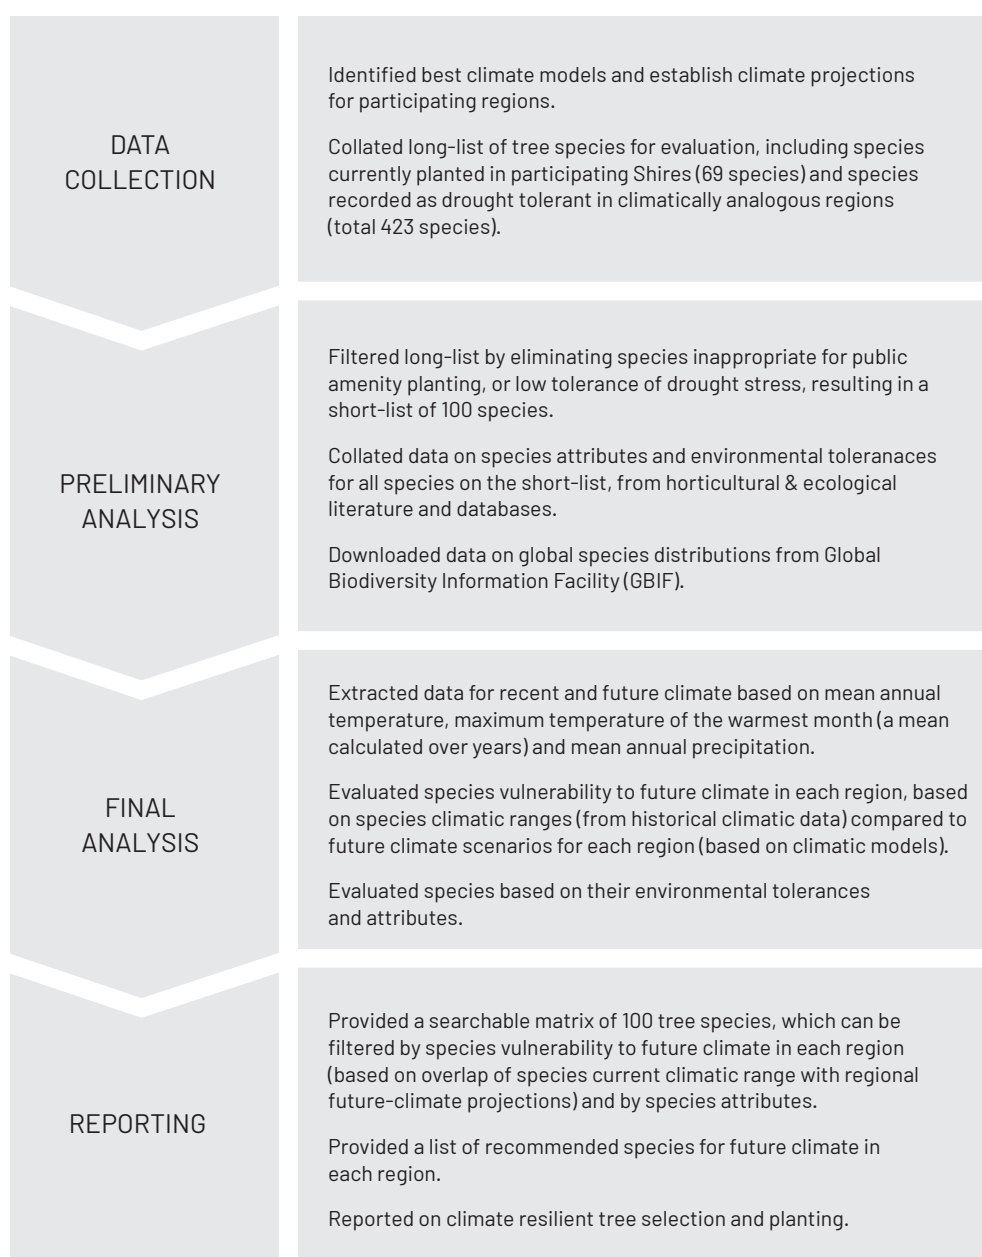 DATA
COLLECTION
Identified best climate models and establish climate projections
for participating regions.
Collated long-list of tree species for evaluation, including species
currently planted in participating Shires (69 species) and species
recorded as drought tolerant in climatically analogous regions
(total 423 species).
PRELIMINARY
ANALYSIS
Filtered long-list by eliminating species inappropriate for public
amenity planting, or low tolerance of drought stress, resulting in a
short-list of 100 species.
Collated data on species attributes and environmental toleranaces
for all species on the short-list, from horticultural & ecological
literature and databases.
Downloaded data on global species distributions from Global
Biodiversity Information Facility (GBIF).
FINAL
ANALYSIS
Extracted data for recent and future climate based on mean annual
temperature, maximum temperature of the warmest month (a mean
calculated over years) and mean annual precipitation.
Evaluated species vulnerability to future climate in each region, based
on species climatic ranges (from historical climatic data) compared to
future climate scenarios for each region (based on climatic models).
Evaluated species based on their environmental tolerances
and attributes.
REPORTING
Provided a searchable matrix of 100 tree species, which can be
filtered by species vulnerability to future climate in each region
(based on overlap of species current climatic range with regional
future-climate projections) and by species attributes.
Provided a list of recommended species for future climate in
each region.
Reported on climate resilient tree selection and planting.